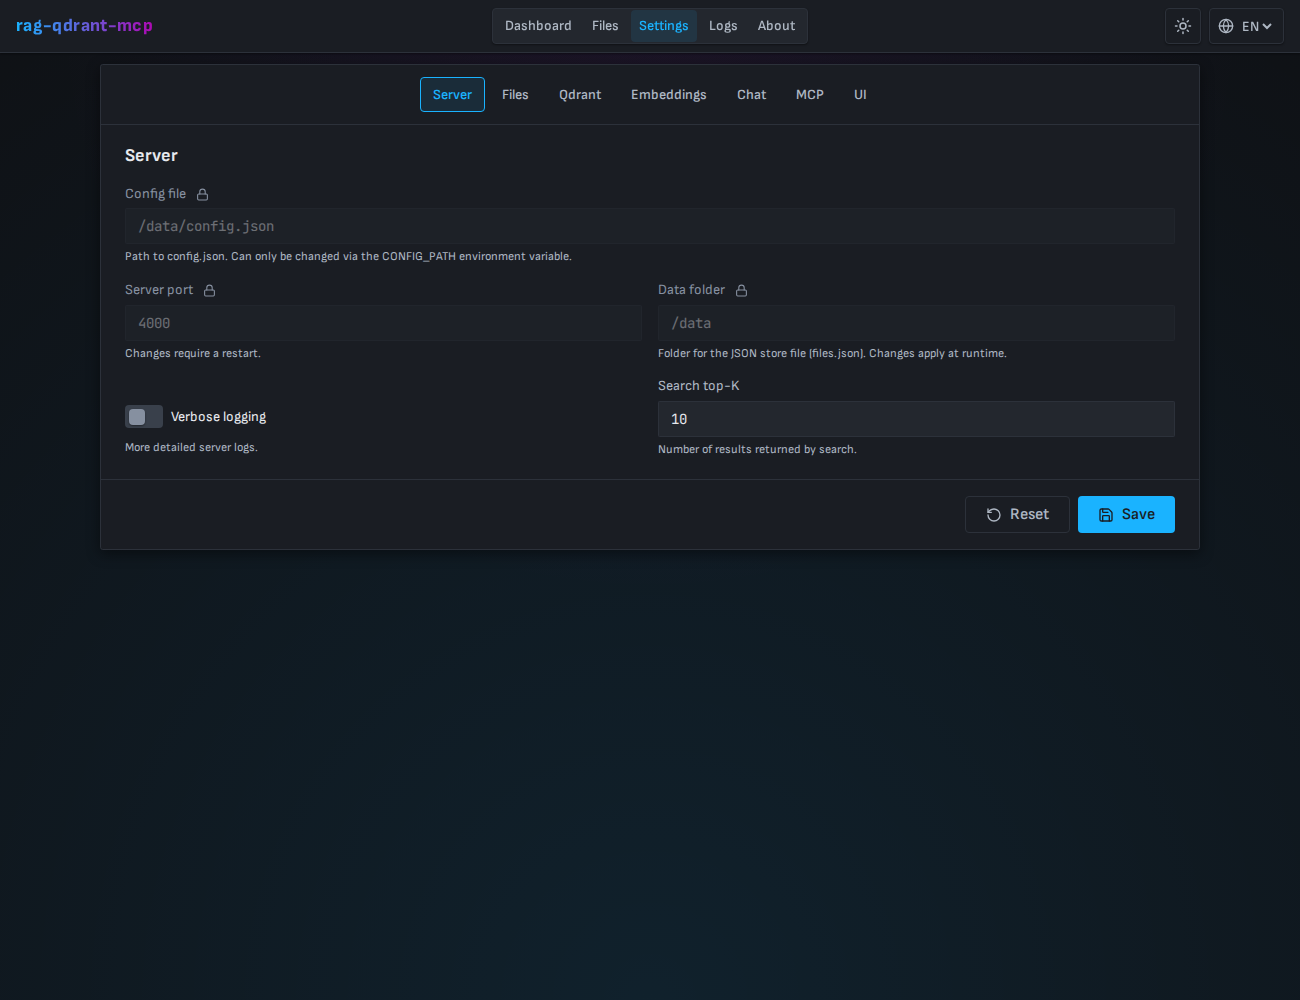 rag-qdrant-mcp
Dashboard Files Settings Logs About
EN
Server Files Qdrant Embeddings Chat MCP UI
Server
Config file
/data/config.json
Path to config.json. Can only be changed via the CONFIG_PATH environment variable.
Server port
4000
Changes require a restart.
Data folder
/data
Folder for the JSON store file (files.json). Changes apply at runtime.
Verbose logging
More detailed server logs.
Search top-K
10
Number of results returned by search.
Reset
Save